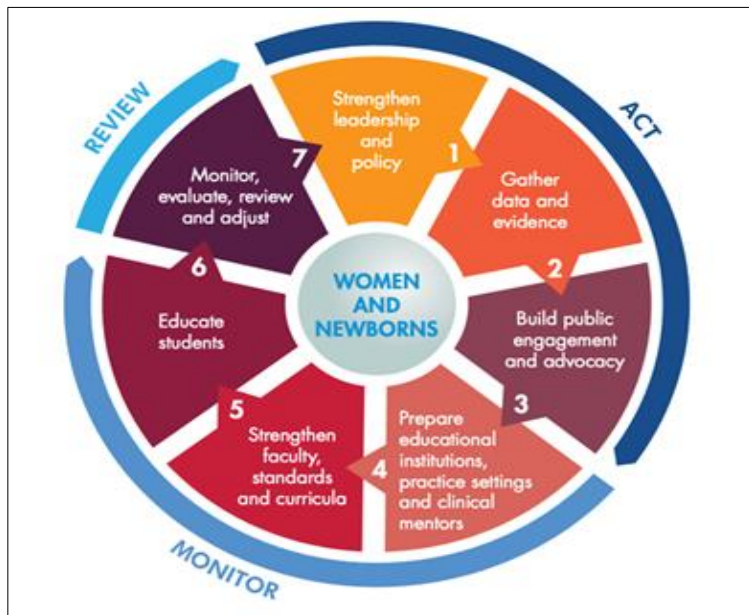 REVIEW
ACT
MONITOR
WOMEN
AND
NEWBORNS
Strengthen
leadership
and
policy
1
Gather
data and
evidence
2
Build public
engagement
and advocacy
3
Prepare
educational
institutions,
practice settings
and clinical
mentors
4
Strengthen
faculty,
standards
and curricula
5
Educate
students
6
Monitor,
evaluate, review
and adjust
7